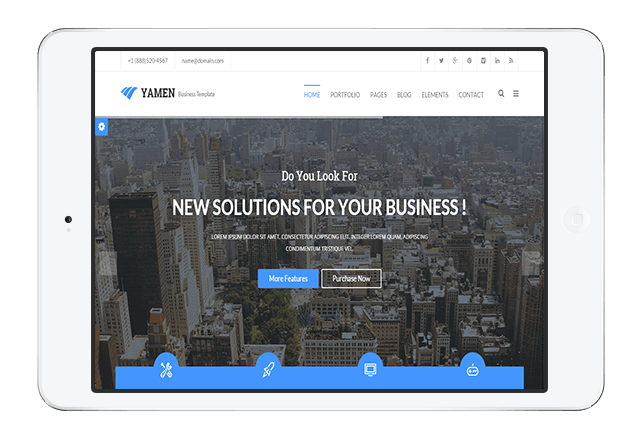 +1 (888)520-4567 name@domain.com
YAMEN Business Template
HOME PORTFOLIO PAGES BLOG ELEMENTS CONTACT
Do You Look For
NEW SOLUTIONS FOR YOUR BUSINESS !
LOREM IPSUM DOLOR SIT AMET, CONSECTETUR ADIPISCING ELIT. INTEGER LOREM QUAM, ADIPISCING
CONDIMENTUM TRISTIQUE VEL.
More Features Purchase Now